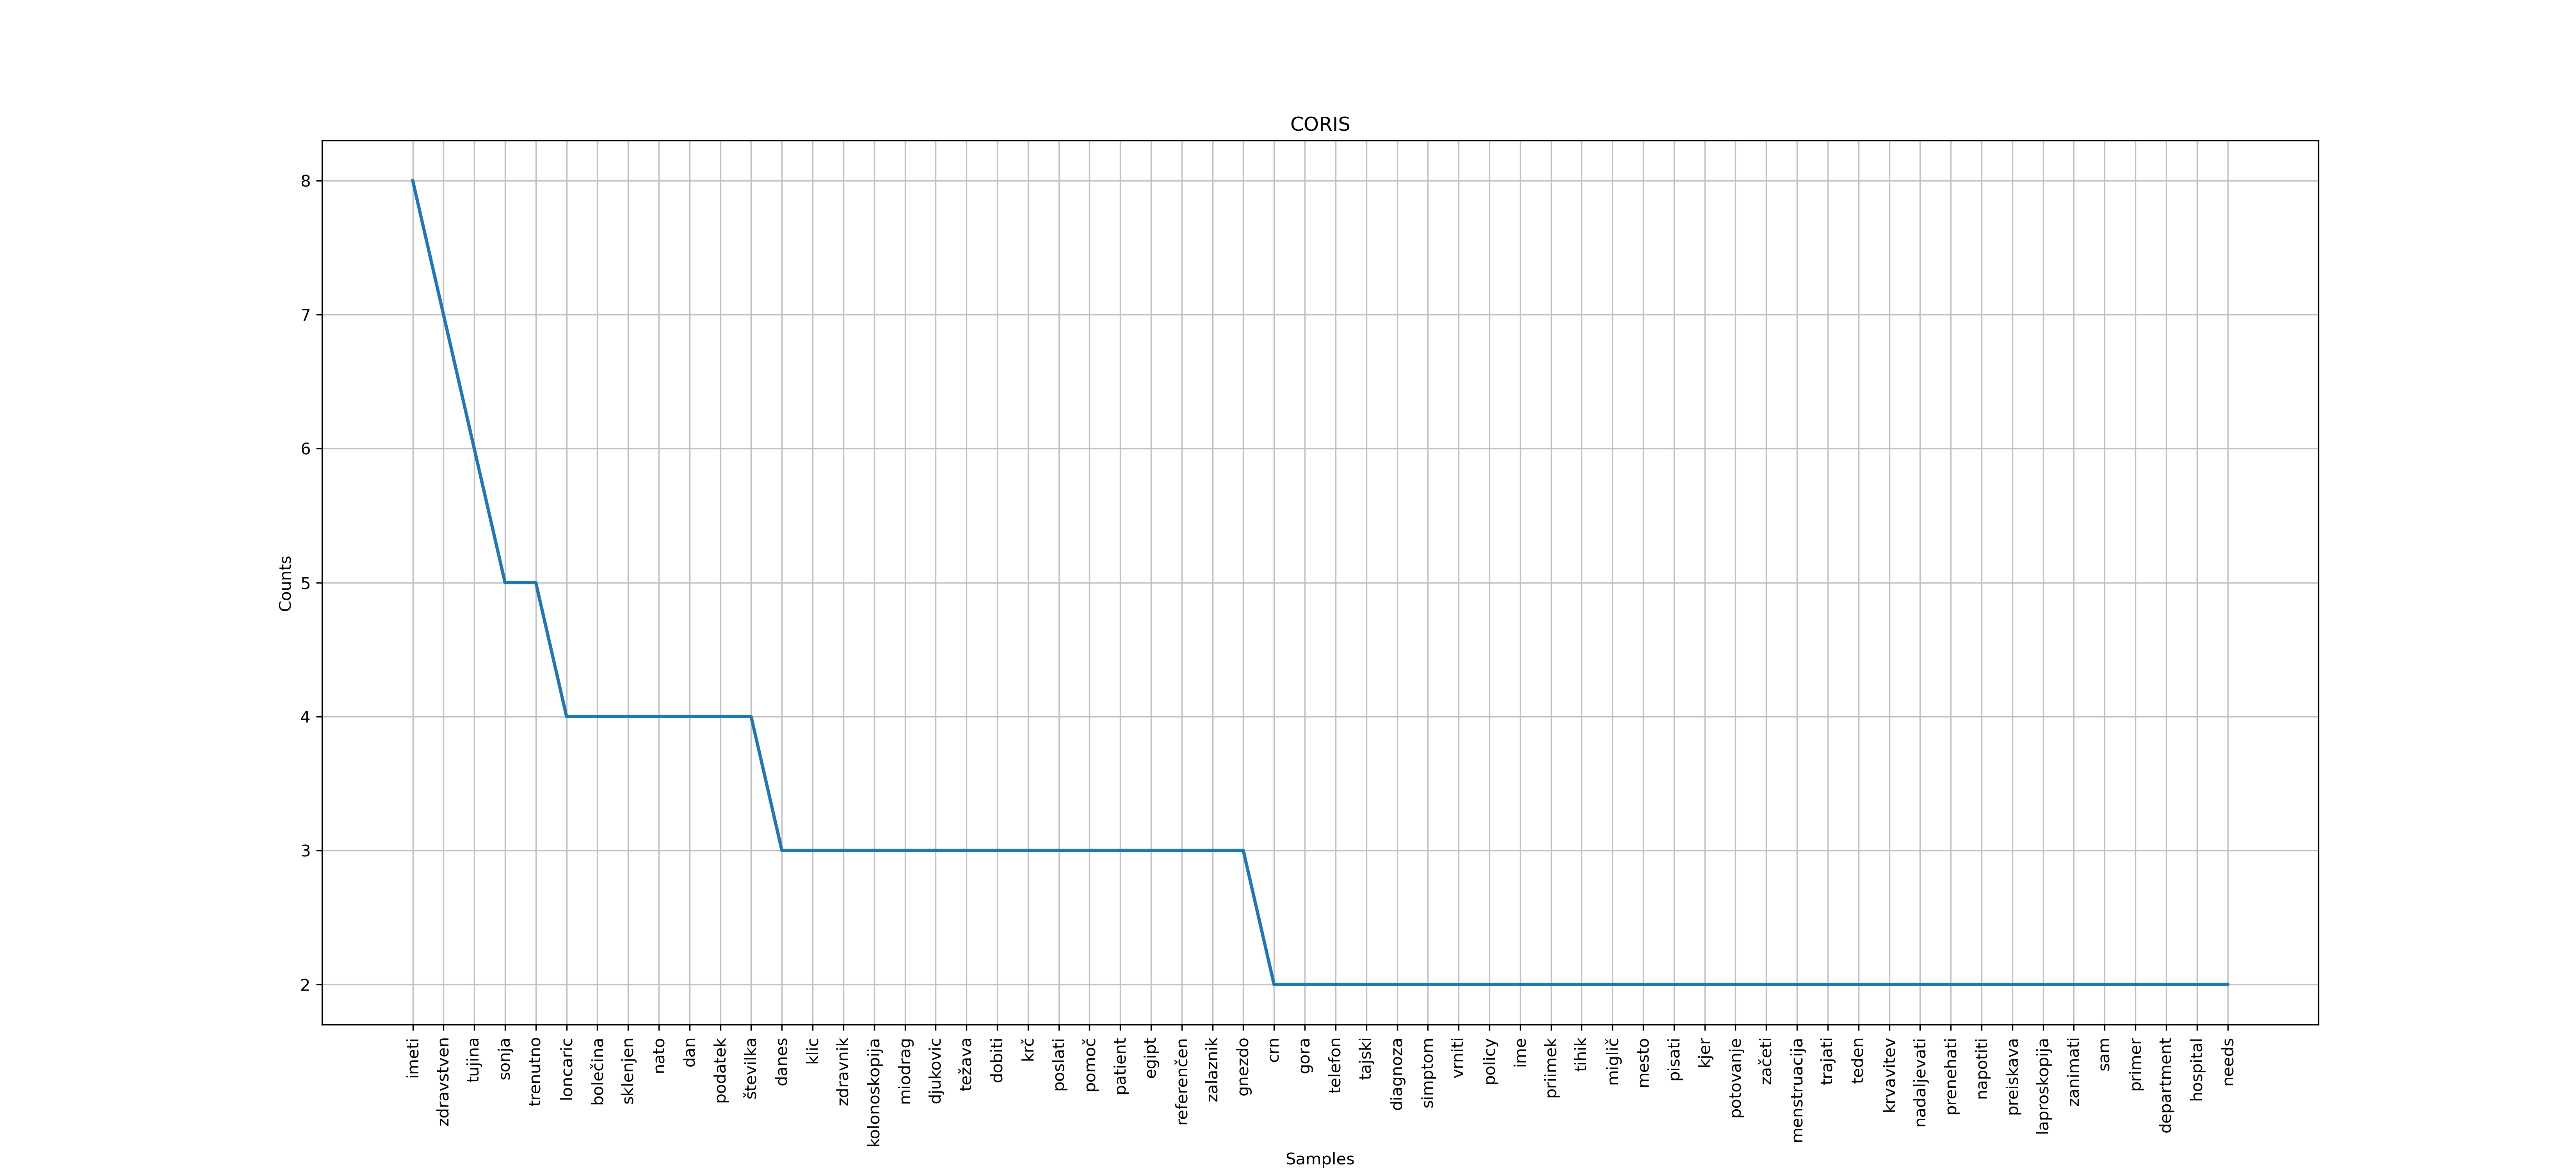 CORIS
8
7
6
5
4
3
2
Counts
imeti
zdravstven
tujina
sonja
trenutno
loncaric
bolečina
sklenjen
nato
dan
podatek
številka
danes
klic
zdravnik
kolonoskopija
miodrag
djukovic
težava
dobiti
krč
poslati
pomoč
patient
egipt
referenčen
zalaznik
gnezdo
crn
gora
telefon
tajski
diagnoza
simptom
vrniti
policy
ime
priimek
tihik
miglič
mesto
pisati
kjer
potovanje
začeti
menstruacija
trajati
teden
krvavitev
nadaljevati
prenehati
napotiti
preiskava
laproskopija
zanimati
sam
primer
department
hospital
needs
Samples